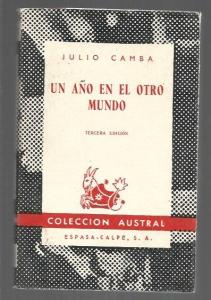 JULIO CAMBA
UN AÑO EN EL OTRO
MUNDO
TERCERA EDICIÓN
COLECCION AUSTRAL
ESPASA-CALPE, S. A.